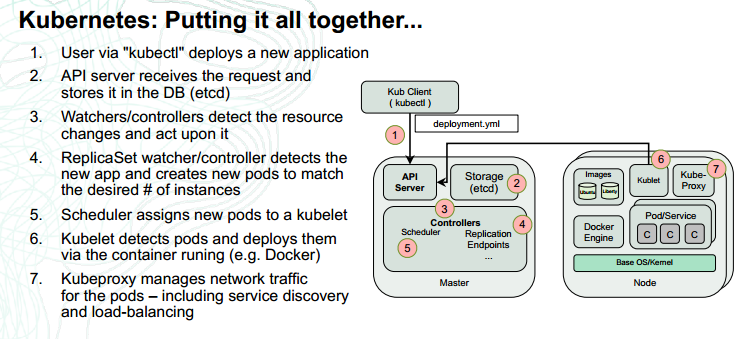 Kubernetes: Putting it all together...
1. User via "kubectl" deploys a new application
2. API server receives the request and
stores it in the DB (etcd)
3. Watchers/controllers detect the resource
changes and act upon it
4. ReplicaSet watcher/controller detects the
new app and creates new pods to match
the desired # of instances
5. Scheduler assigns new pods to a kubelet
6. Kubelet detects pods and deploys them
via the container runing (e.g. Docker)
7. Kubeproxy manages network traffic
for the pods – including service discovery
and load-balancing
Kub Client
( kubectl )
1
deployment.yml
API
Server
Storage
(etcd)
2
3
Controllers
4
Scheduler
5
Replication
Endpoints
...
Master
6
7
Images
Ubuntu
Liberty
Kublet
Kube-
Proxy
Docker
Engine
Pod/Service
C C C
Base OS/Kernel
Node